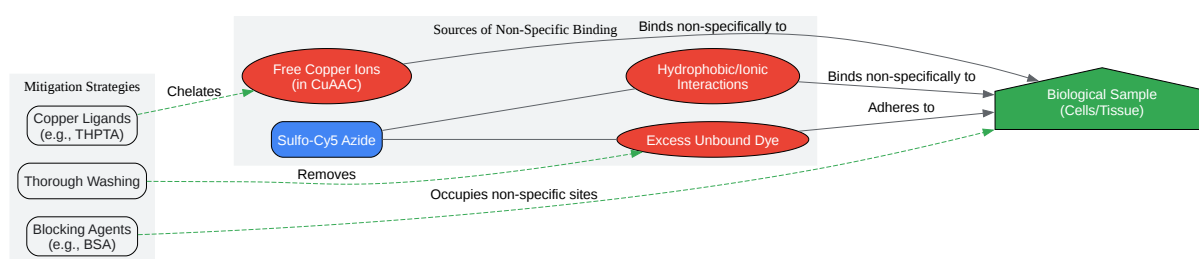 Sources of Non-Specific Binding
Binds non-specifically to
Free Copper Ions
(in CuAAC)
Hydrophobic/Ionic
Interactions
Binds non-specifically to
Mitigation Strategies
Chelates
Biological Sample
(Cells/Tissue)
Adheres to
Copper Ligands
(e.g., THPTA)
Sulfo-Cy5 Azide
Excess Unbound Dye
Thorough Washing
Removes
Occupies non-specific sites
Blocking Agents
(e.g., BSA)